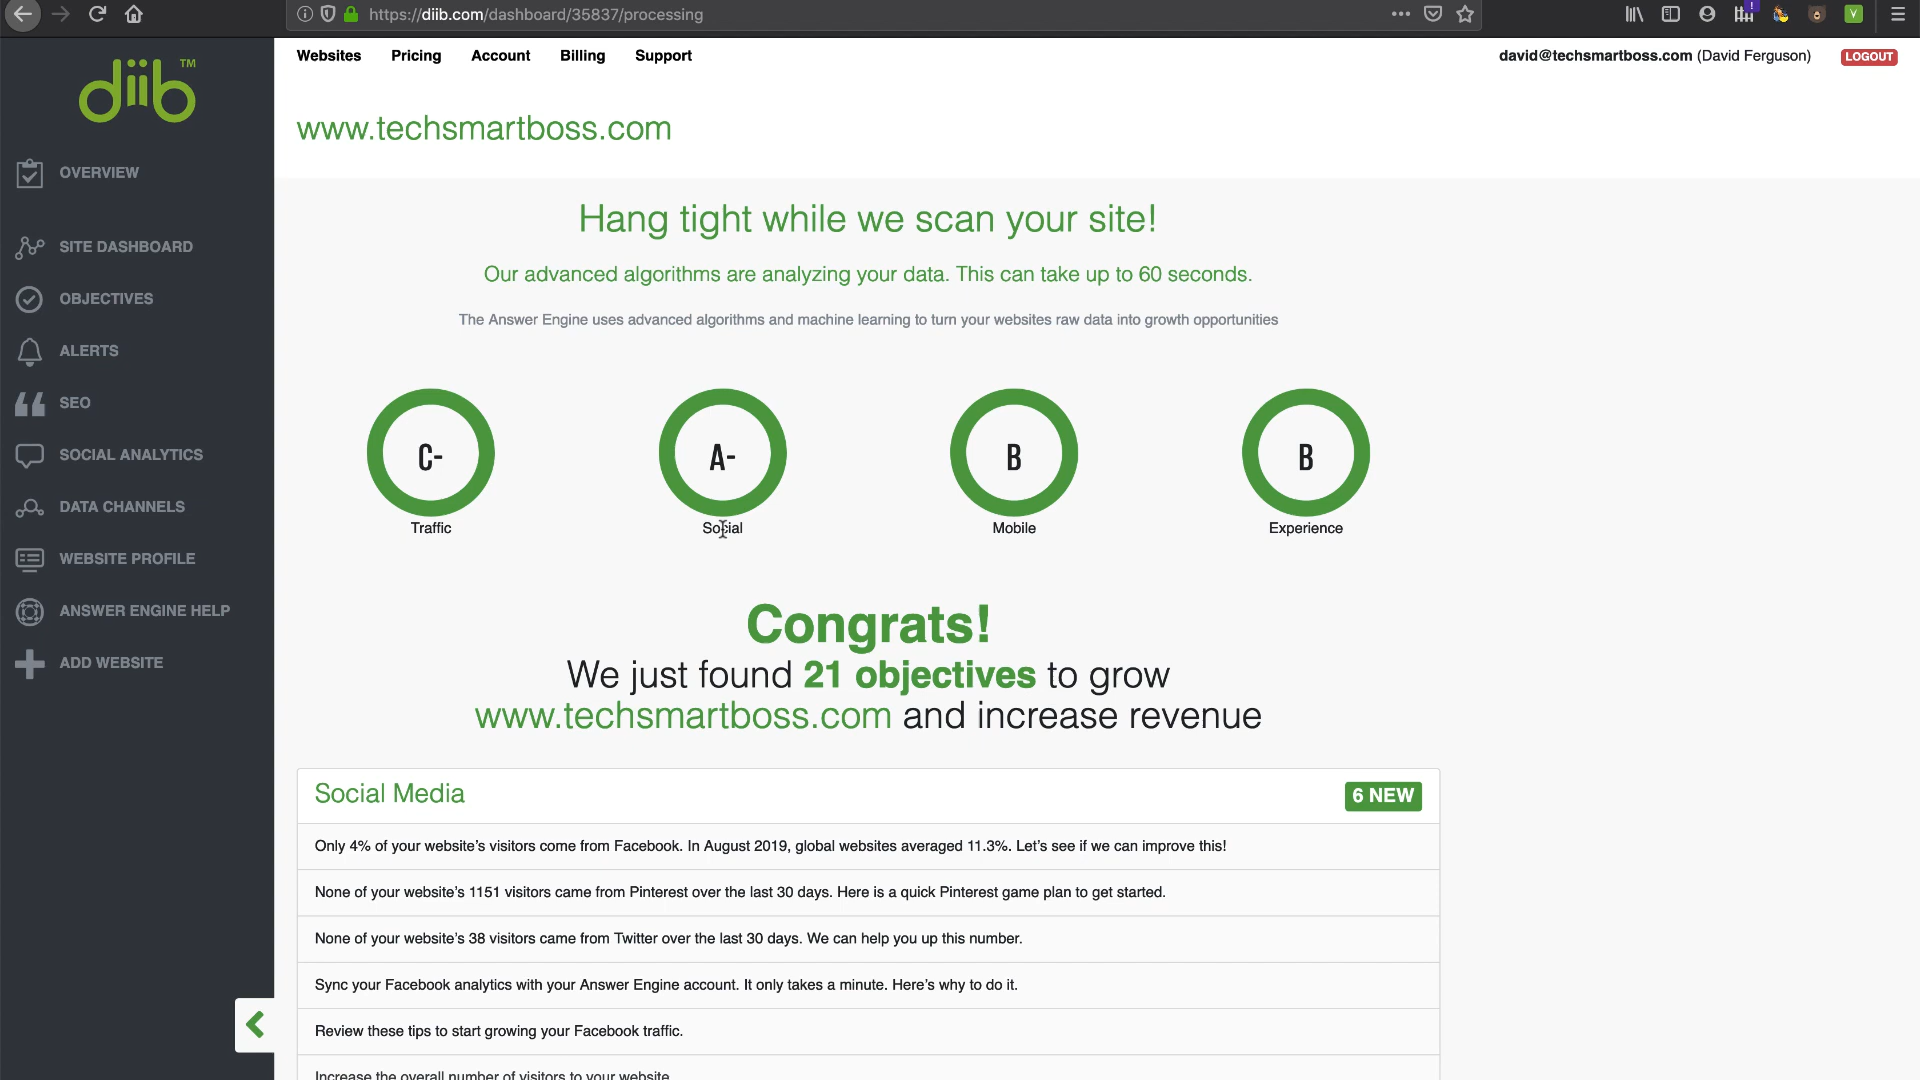 https://diib.com/dashboard/35837/processing
diib™
Websites
Pricing
Account
Billing
Support
david@techsmartboss.com (David Ferguson)
LOGOUT
www.techsmartboss.com
OVERVIEW
SITE DASHBOARD
OBJECTIVES
ALERTS
SEO
SOCIAL ANALYTICS
DATA CHANNELS
WEBSITE PROFILE
ANSWER ENGINE HELP
ADD WEBSITE
Hang tight while we scan your site!
Our advanced algorithms are analyzing your data. This can take up to 60 seconds.
The Answer Engine uses advanced algorithms and machine learning to turn your websites raw data into growth opportunities
C-
Traffic
A-
Social
B
Mobile
B
Experience
Congrats!
We just found 21 objectives to grow
www.techsmartboss.com and increase revenue
Social Media
6 NEW
Only 4% of your website’s visitors come from Facebook. In August 2019, global websites averaged 11.3%. Let’s see if we can improve this!
None of your website’s 1151 visitors came from Pinterest over the last 30 days. Here is a quick Pinterest game plan to get started.
None of your website’s 38 visitors came from Twitter over the last 30 days. We can help you up this number.
Sync your Facebook analytics with your Answer Engine account. It only takes a minute. Here’s why to do it.
Review these tips to start growing your Facebook traffic.
Increase the overall number of visitors to your website